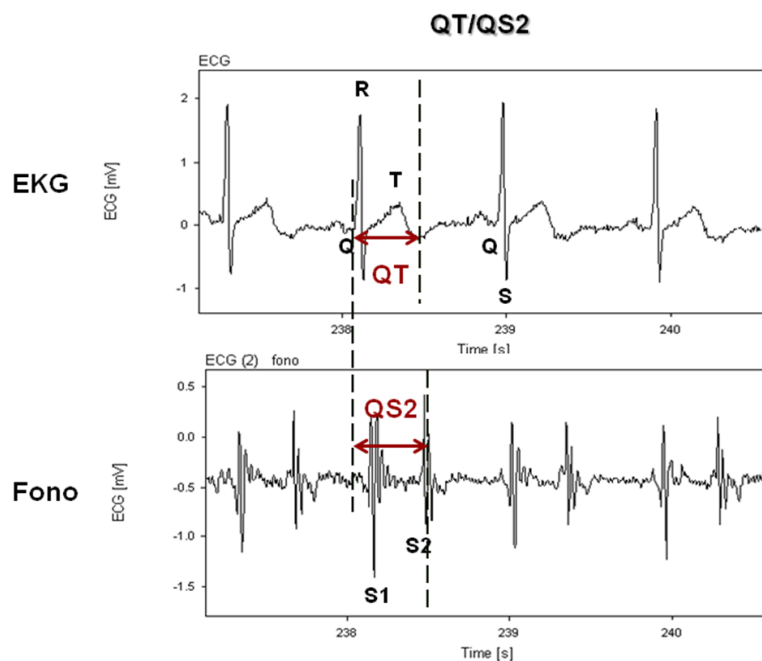 QT/QS2
ECG
EKG
ECG [mV]
2
1
0
-1
R
T
Q
QT
Q
S
238
239
240
Time [s]
ECG (2) fono
Fono
ECG [mV]
0.5
0.0
-0.5
-1.0
-1.5
QS2
S2
S1
238
239
240
Time [s]